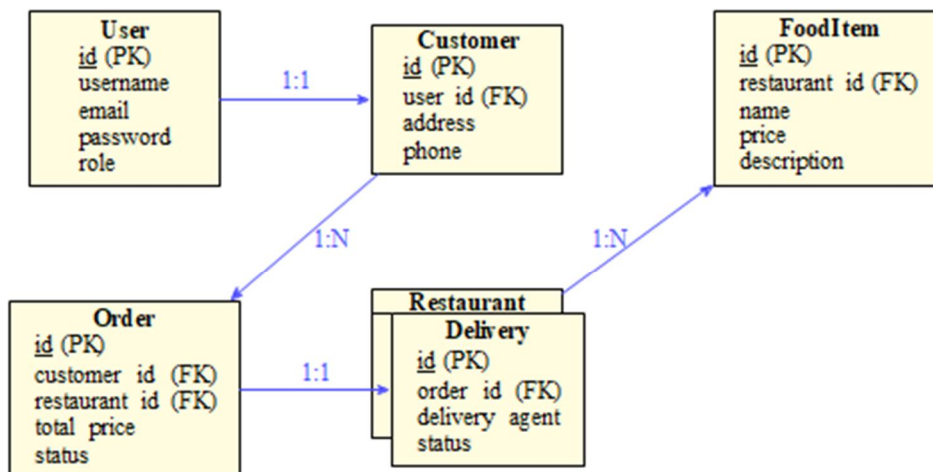 User
id (PK)
username
email
password
role
1:1
Customer
id (PK)
user id (FK)
address
phone
FoodItem
id (PK)
restaurant id (FK)
name
price
description
1:N
1:N
Order
id (PK)
customer id (FK)
restaurant id (FK)
total price
status
1:1
Restaurant
Delivery
id (PK)
order id (FK)
delivery agent
status